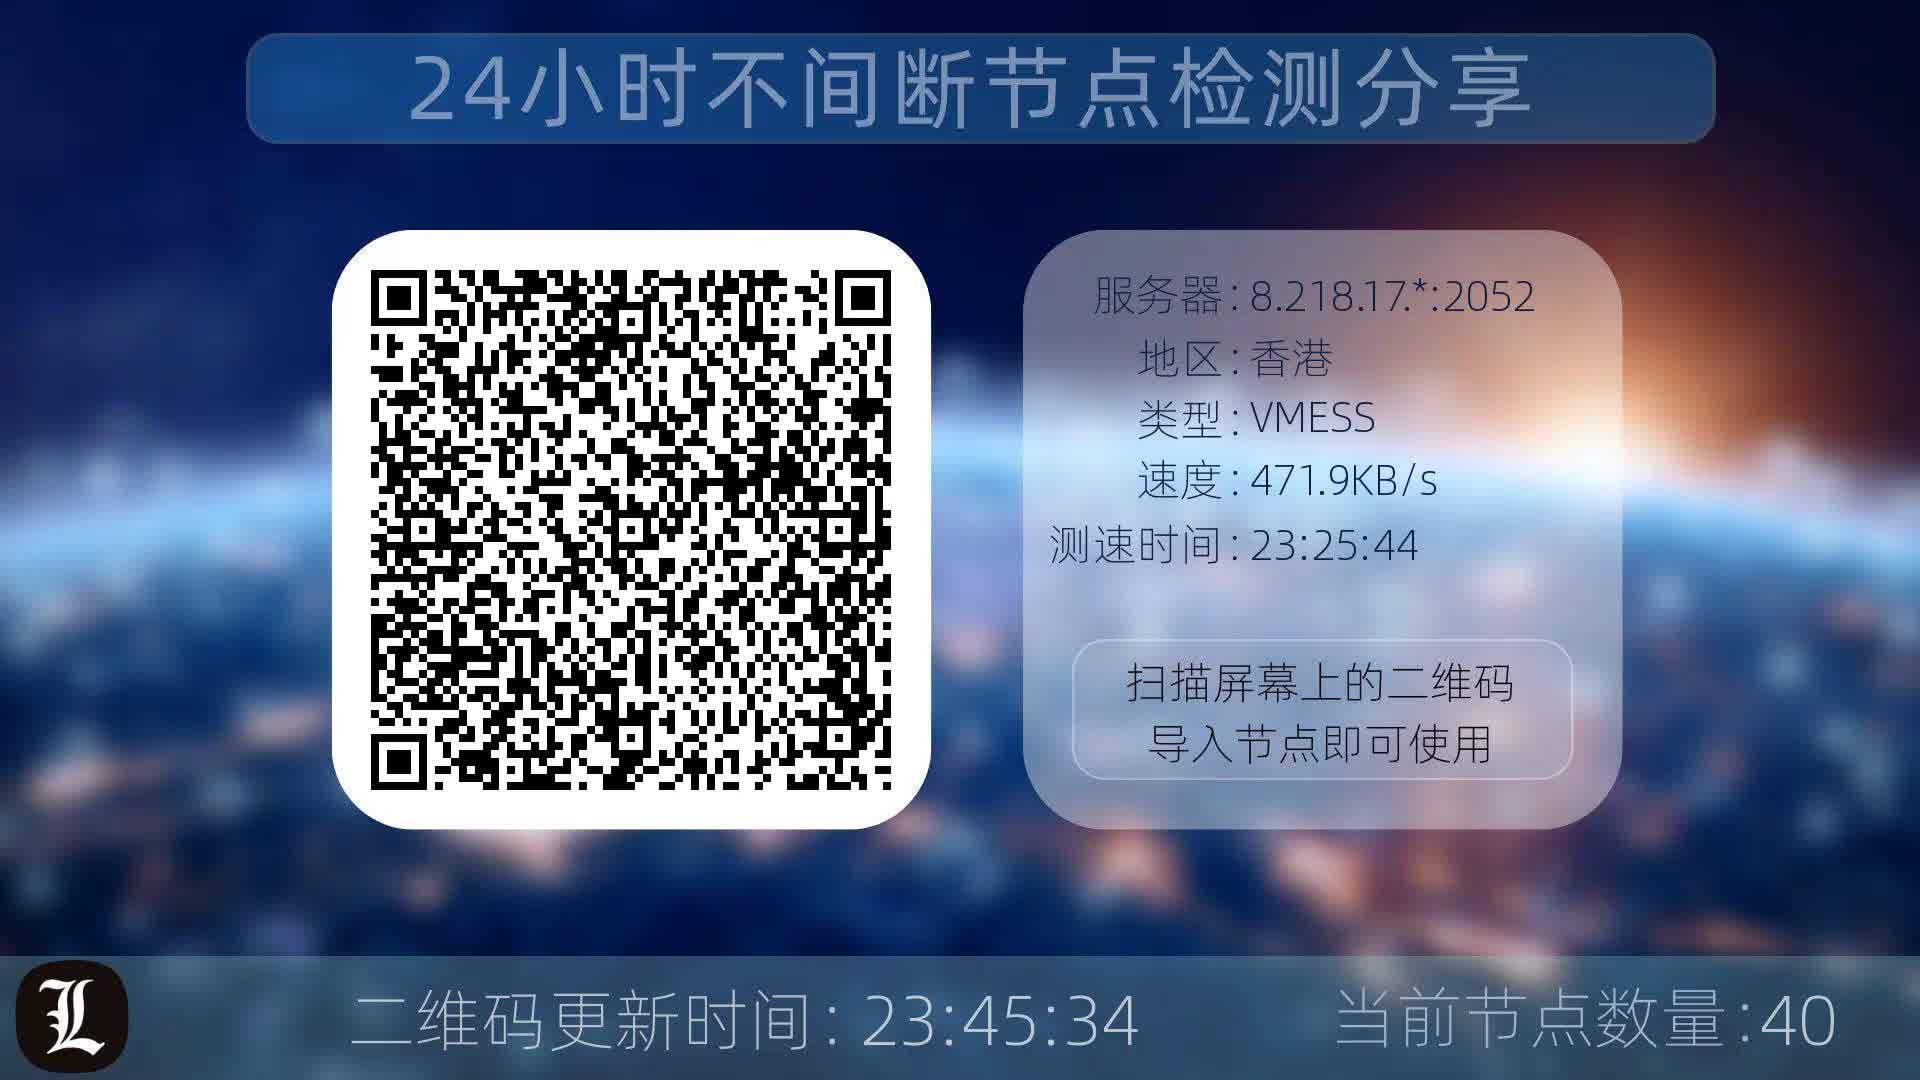 24小时不间断节点检测分享
服务器:8.218.17.*:2052
地区:香港
类型:VMESS
速度:471.9KB/s
测速时间:23:25:44
扫描屏幕上的二维码
导入节点即可使用
L
二维码更新时间:23:45:34
当前节点数量:40